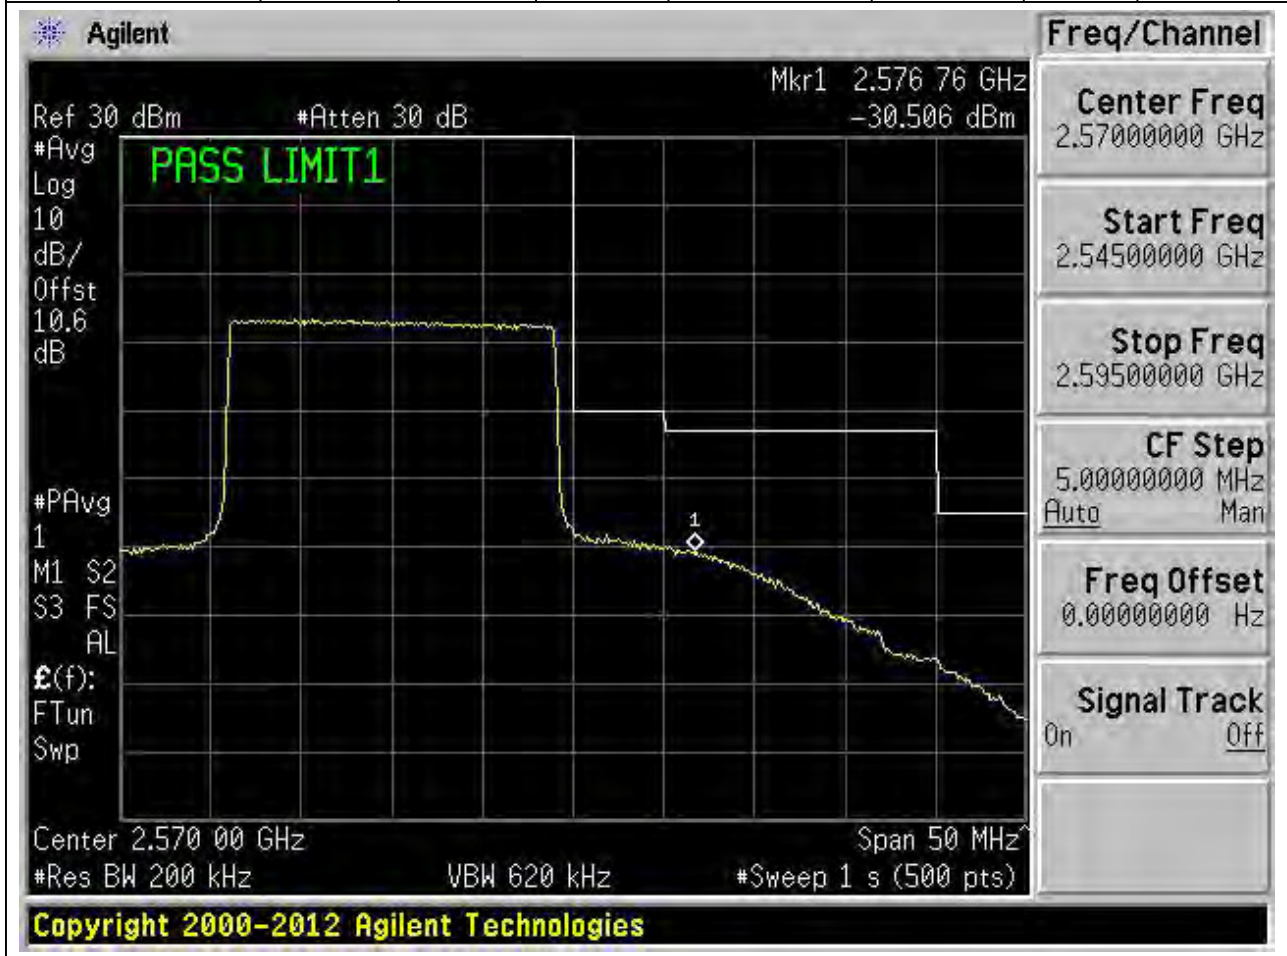 Agilent
Freq/Channel
Mkr1 2.576 76 GHz
Ref 30 dBm #Atten 30 dB -30.506 dBm
#Avg
Log
10
dB/
Offst
10.6
dB
PASS LIMIT1
#PAvg
1
M1 S2
S3 FS
AL
£(f):
FTun
Swp
1
Center 2.570 00 GHz Span 50 MHz^
#Res BW 200 kHz VBW 620 kHz #Sweep 1 s (500 pts)
Center Freq
2.57000000 GHz
Start Freq
2.54500000 GHz
Stop Freq
2.59500000 GHz
CF Step
5.00000000 MHz
Auto Man
Freq Offset
0.00000000 Hz
Signal Track
On Off
Copyright 2000-2012 Agilent Technologies